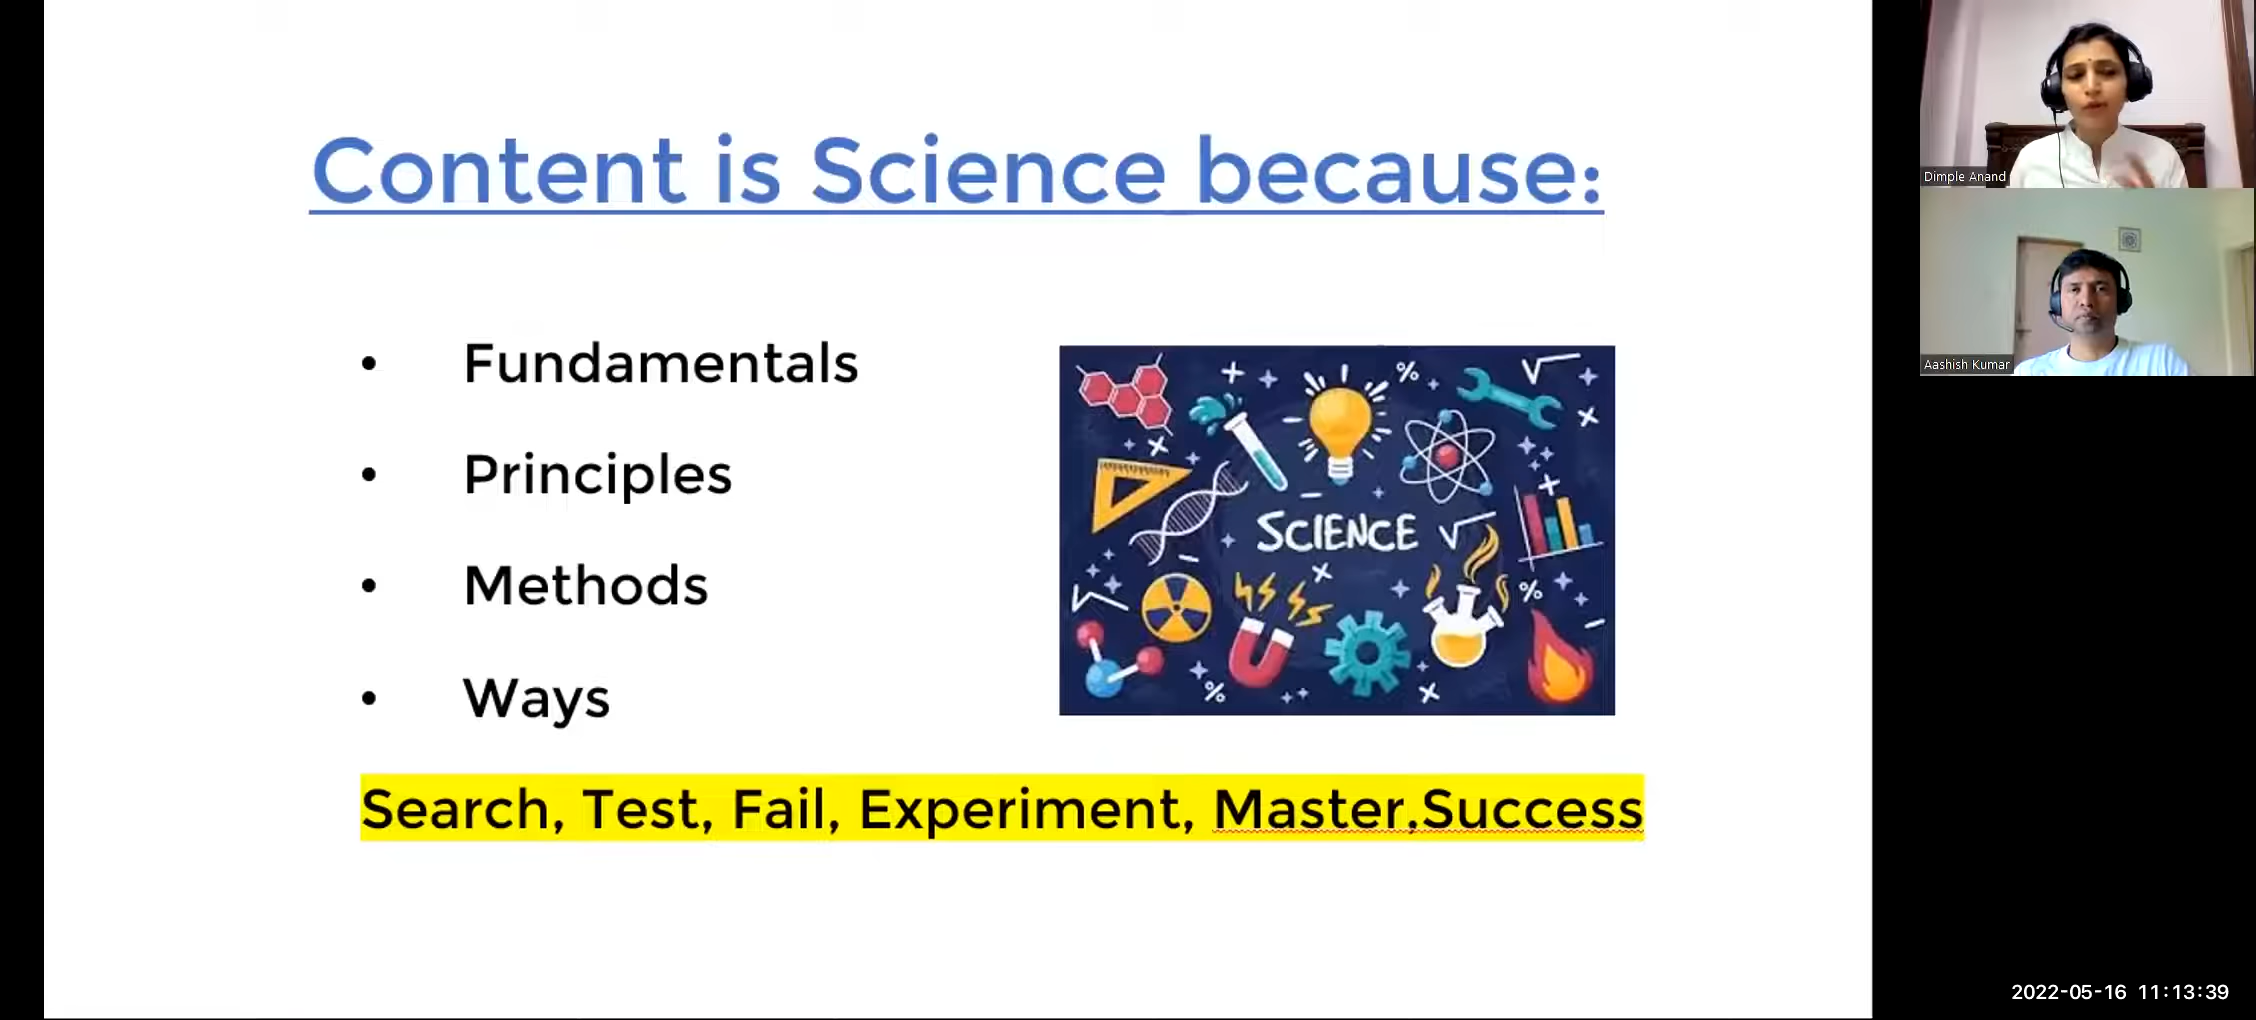 Content is Science because:
• Fundamentals
• Principles
• Methods
• Ways
Search, Test, Fail, Experiment, Master,Success
SCIENCE
+ % √ + ×
× + √
− × %
√ −
% ×
Dimple Anand
Aashish Kumar
2022-05-16 11:13:39